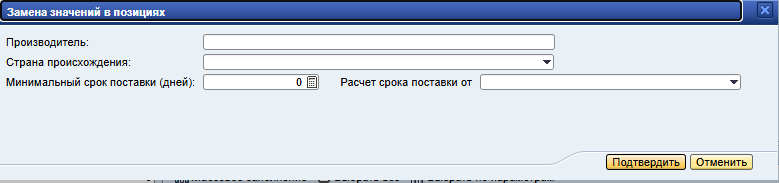 Замена значений в позициях
Производитель:
Страна происхождения:
Минимальный срок поставки (дней): 0 Расчет срока поставки от
Подтвердить Отменить